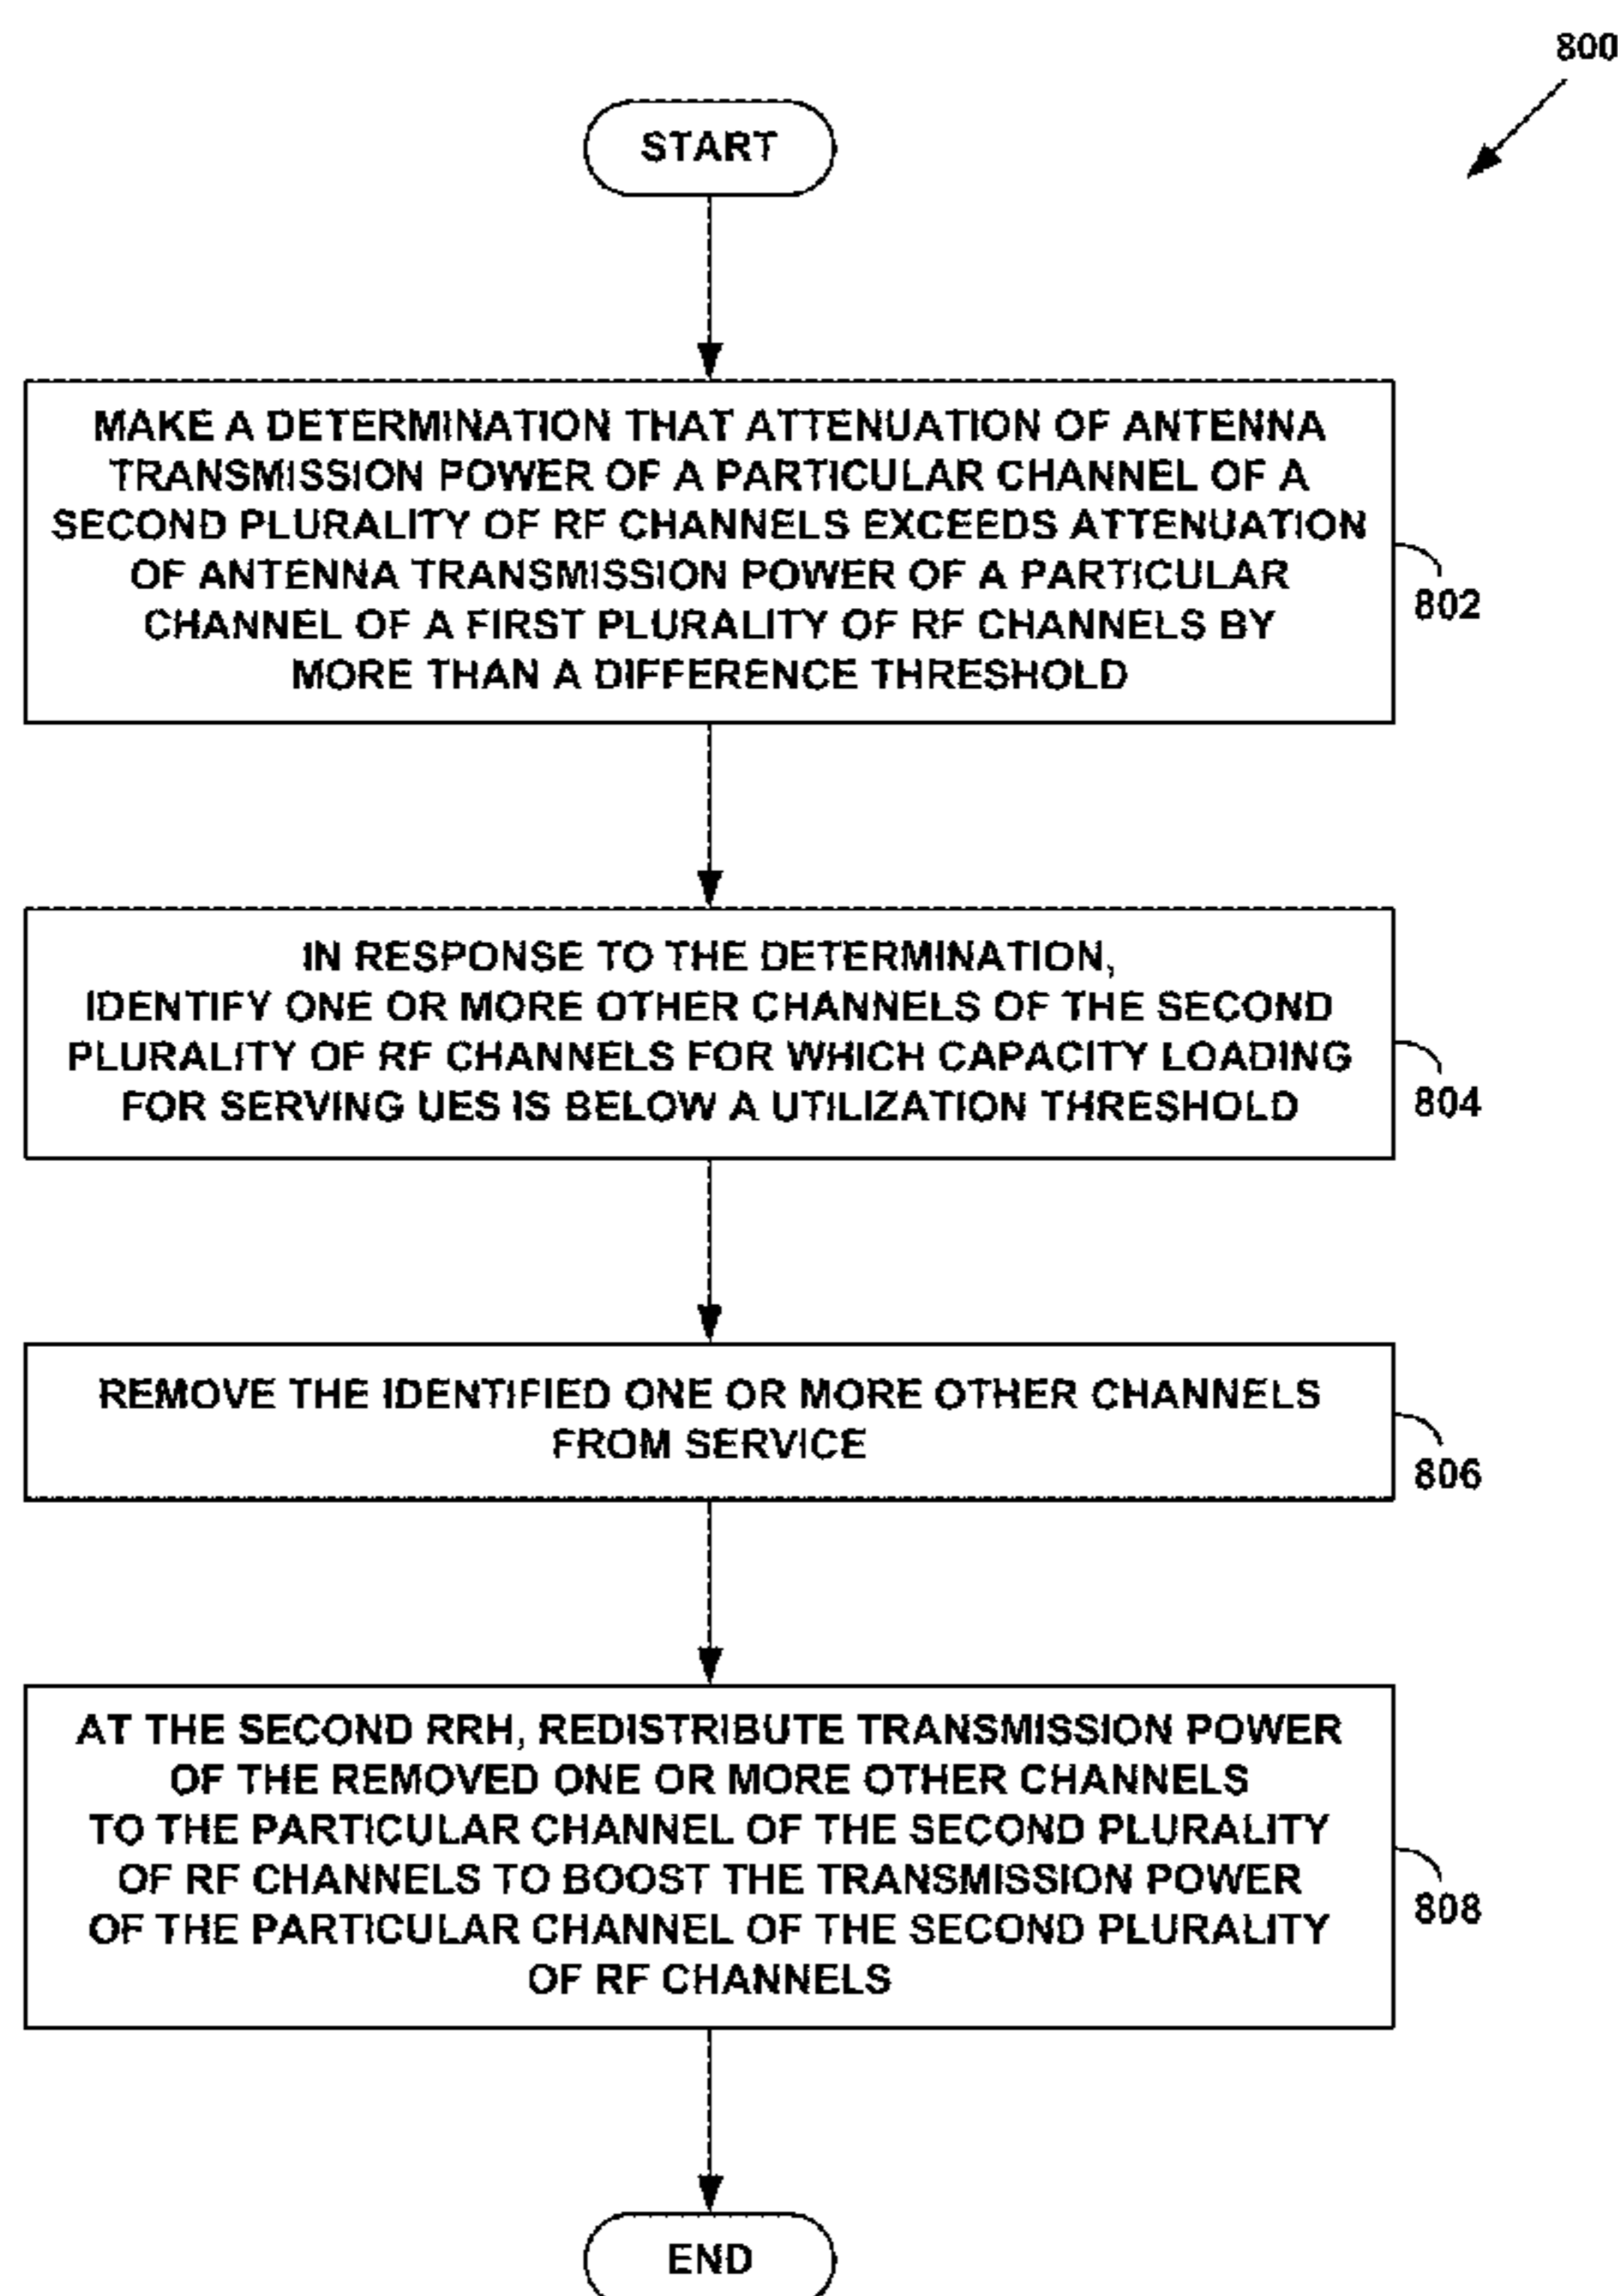 800
START
MAKE A DETERMINATION THAT ATTENUATION OF ANTENNA
TRANSMISSION POWER OF A PARTICULAR CHANNEL OF A
SECOND PLURALITY OF RF CHANNELS EXCEEDS ATTENUATION
OF ANTENNA TRANSMISSION POWER OF A PARTICULAR
CHANNEL OF A FIRST PLURALITY OF RF CHANNELS BY
MORE THAN A DIFFERENCE THRESHOLD
802
IN RESPONSE TO THE DETERMINATION,
IDENTIFY ONE OR MORE OTHER CHANNELS OF THE SECOND
PLURALITY OF RF CHANNELS FOR WHICH CAPACITY LOADING
FOR SERVING UES IS BELOW A UTILIZATION THRESHOLD
804
REMOVE THE IDENTIFIED ONE OR MORE OTHER CHANNELS
FROM SERVICE
806
AT THE SECOND RRH, REDISTRIBUTE TRANSMISSION POWER
OF THE REMOVED ONE OR MORE OTHER CHANNELS
TO THE PARTICULAR CHANNEL OF THE SECOND PLURALITY
OF RF CHANNELS TO BOOST THE TRANSMISSION POWER
OF THE PARTICULAR CHANNEL OF THE SECOND PLURALITY
OF RF CHANNELS
808
END